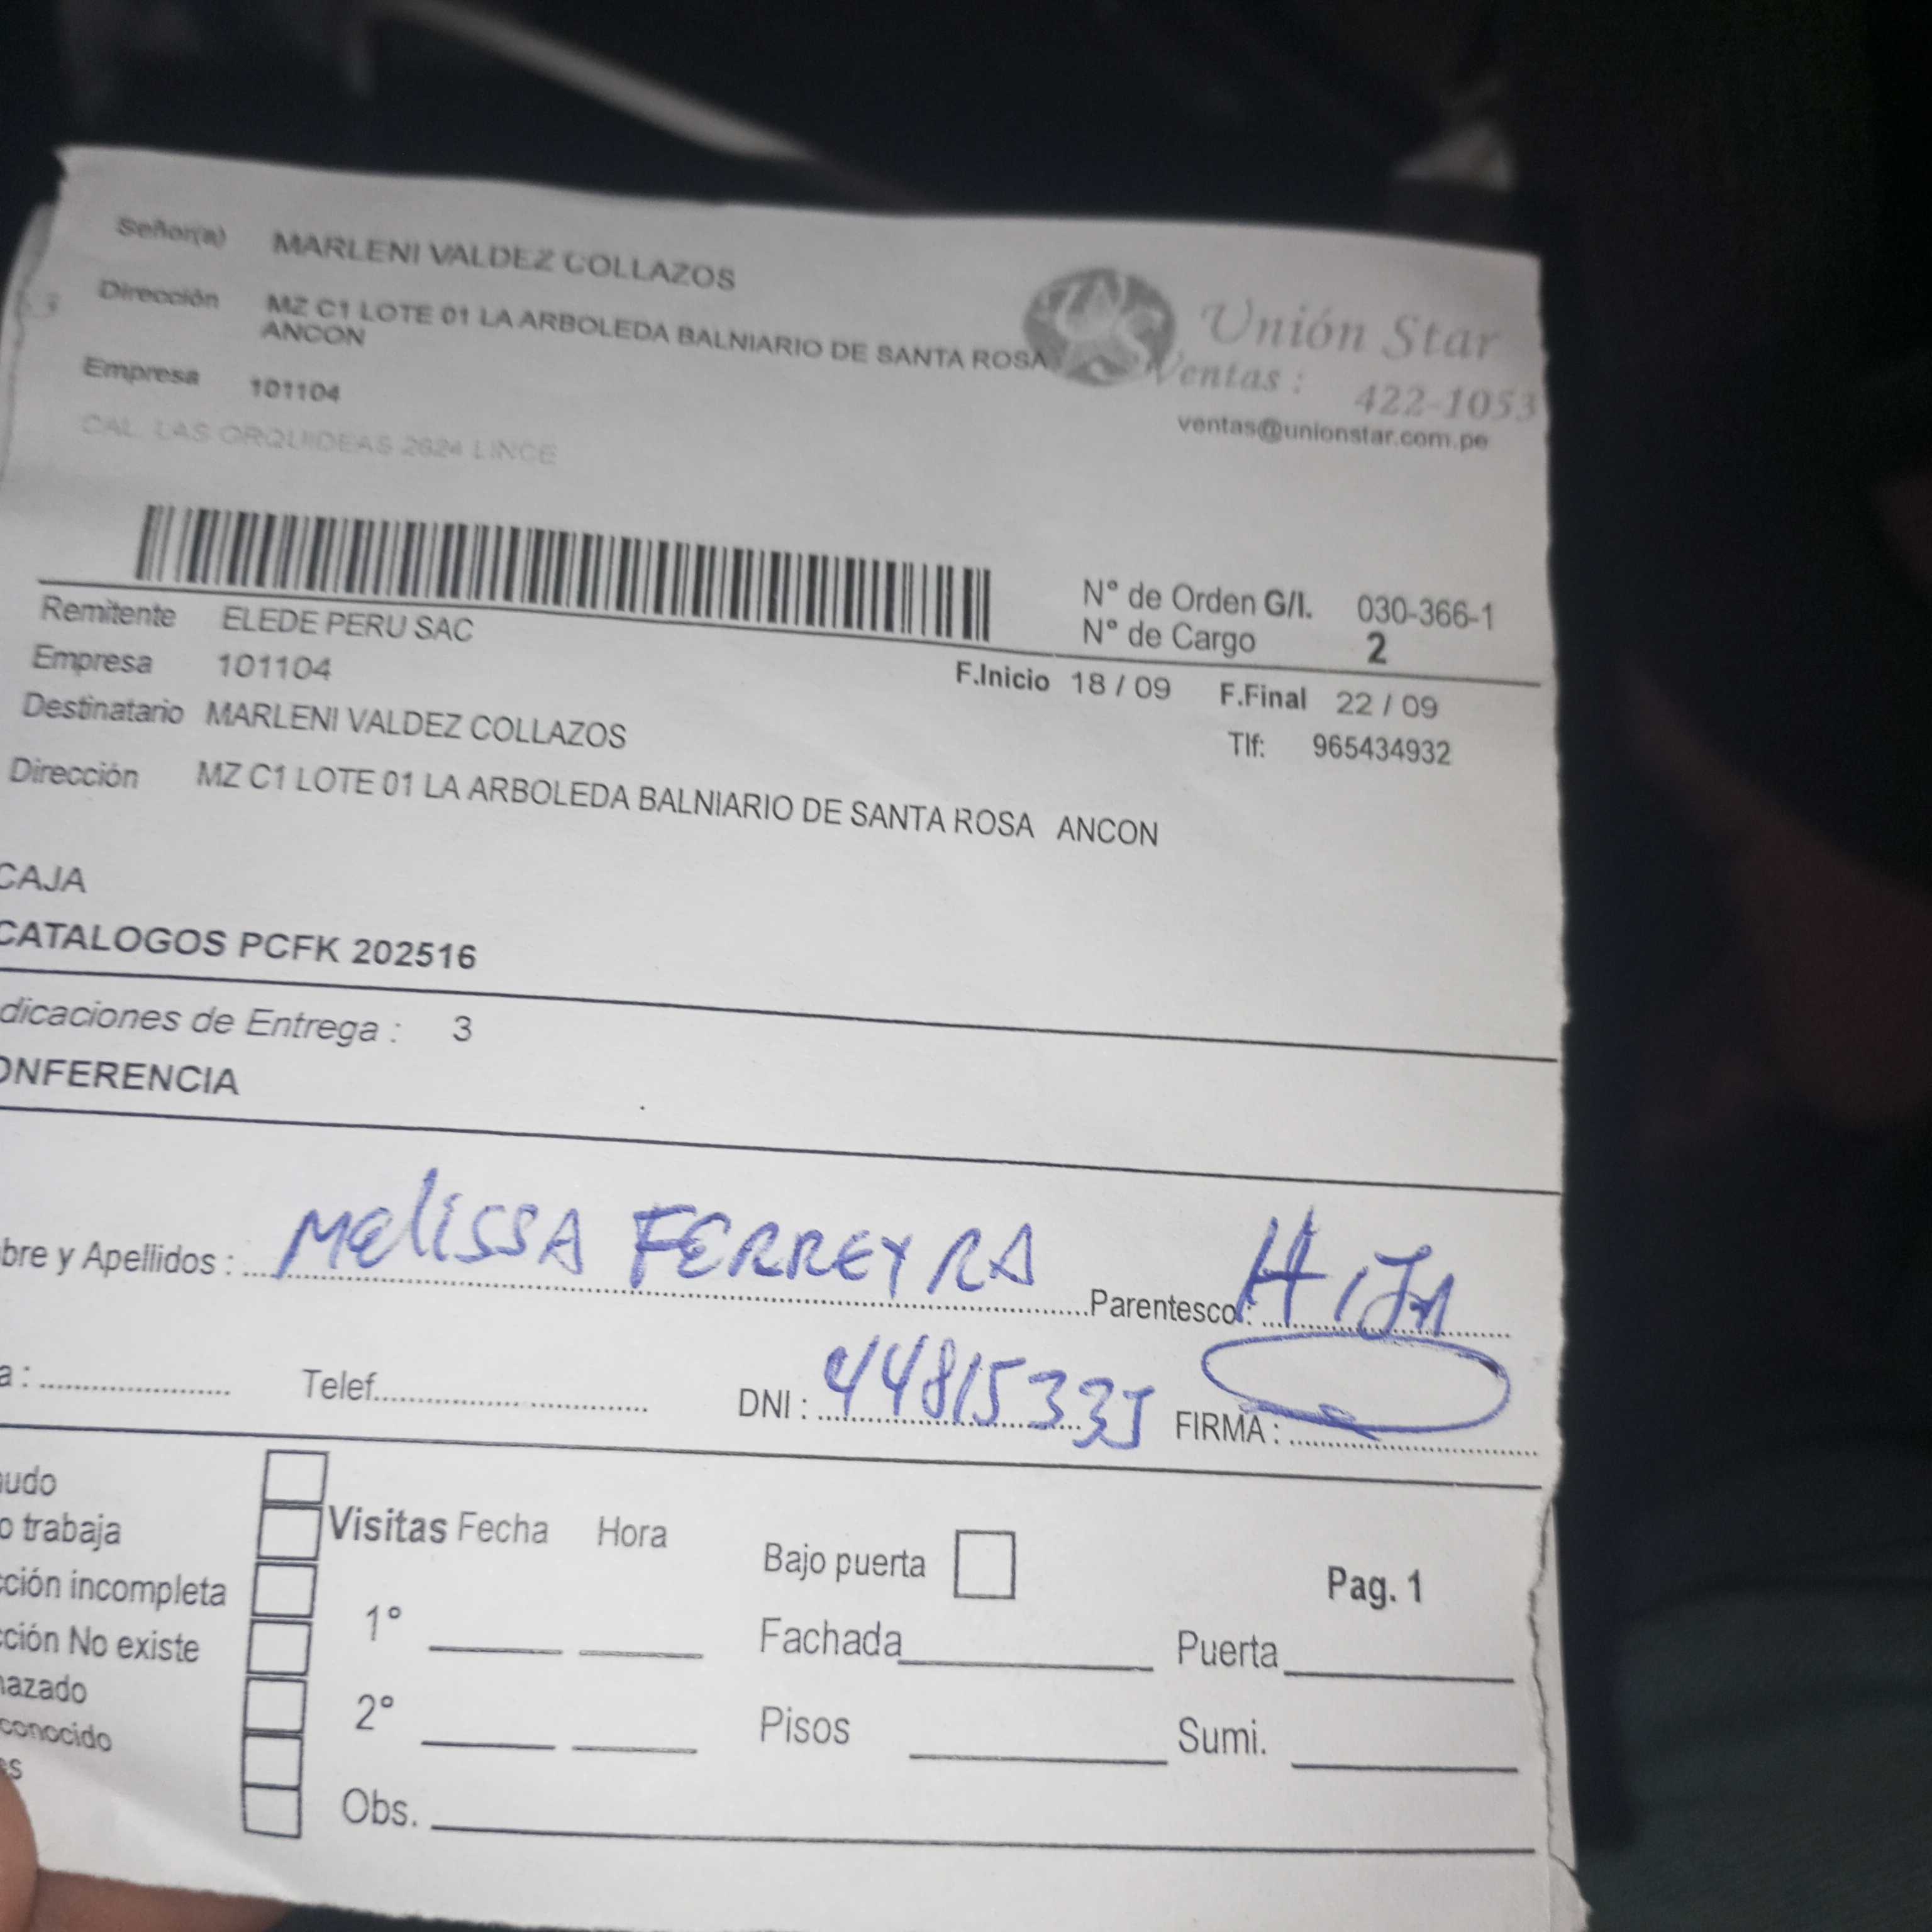 Señor(a) MARLENI VALDEZ COLLAZOS
Dirección MZ C1 LOTE 01 LA ARBOLEDA BALNIARIO DE SANTA ROSA
ANCON
Empresa 101104
CAL. LAS ORQUIDEAS 2624 LINCE
Unión Star
Ventas : 422-1053
ventas@unionstar.com.pe
N° de Orden G/I. 030-366-1
N° de Cargo 2
Remitente ELEDE PERU SAC
Empresa 101104
F.Inicio 18 / 09 F.Final 22 / 09
Destinatario MARLENI VALDEZ COLLAZOS
Tlf: 965434932
Dirección MZ C1 LOTE 01 LA ARBOLEDA BALNIARIO DE SANTA ROSA ANCON
CAJA
CATALOGOS PCFK 202516
dicaciones de Entrega : 3
ONFERENCIA
bre y Apellidos : MELISSA FERREYRA Parentesco : HIJA
a : Telef. DNI : FIRMA :
udo
o trabaja
cción incompleta
cción No existe
hazado
conocido
es
Visitas Fecha Hora
1°
2°
Obs.
Bajo puerta
Pag. 1
Fachada Puerta
Pisos Sumi.